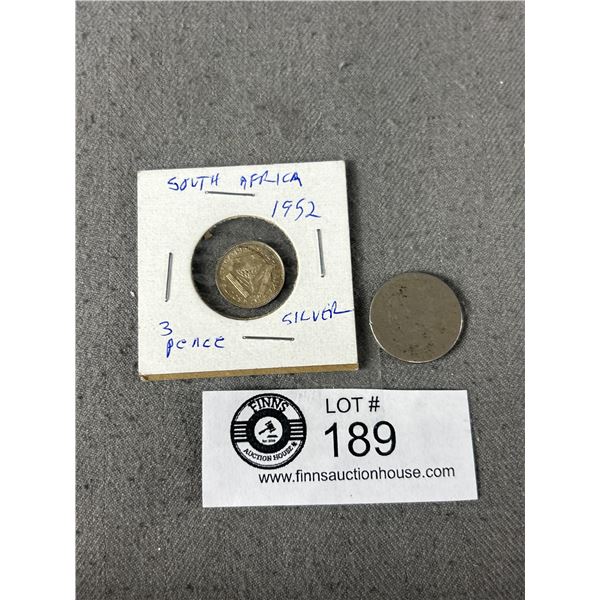 SOUTH AFRICA
1952
3 PENCE
SILVER
FINNS
AUCTION HOUSE
LOT #
189
www.finnsauctionhouse.com